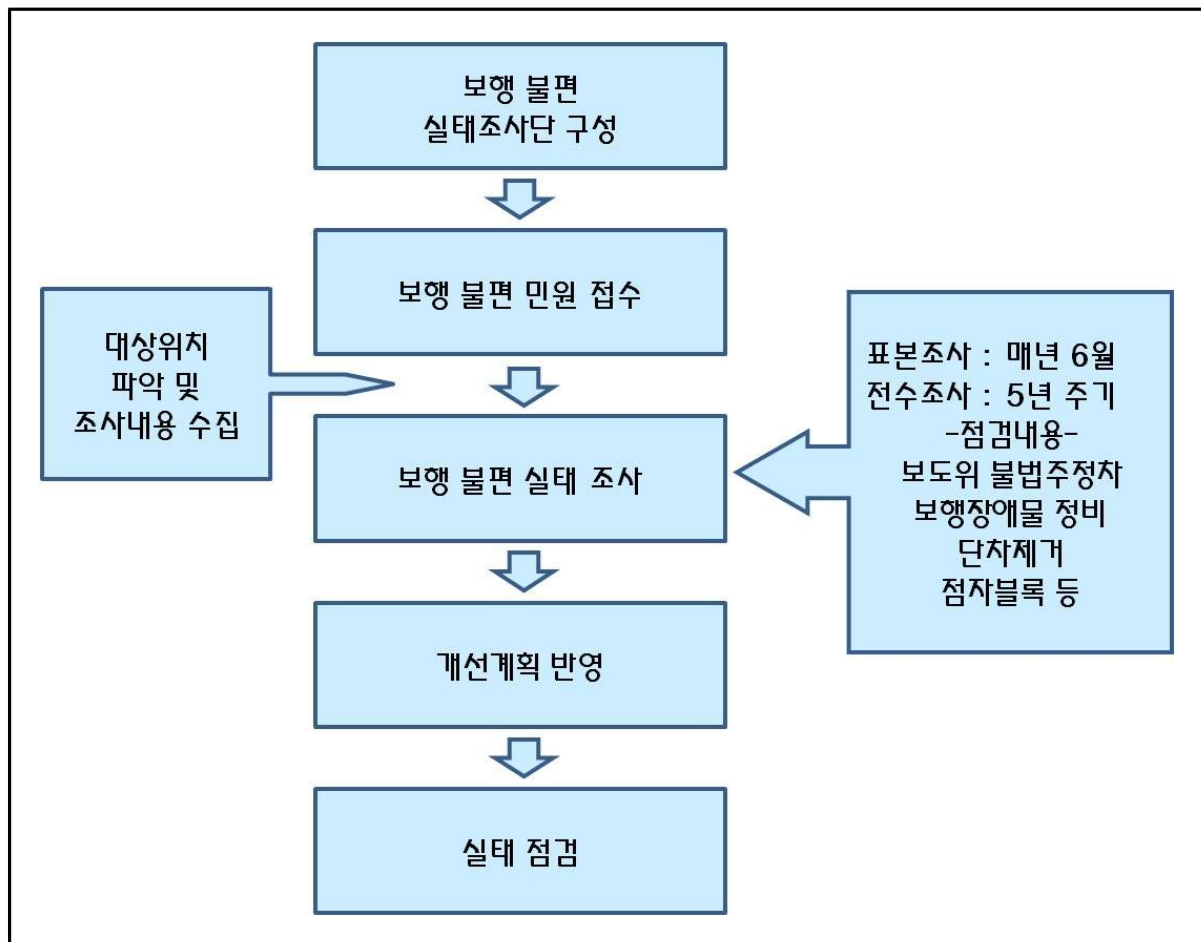 보행 불편
실태조사단 구성
보행 불편 민원 접수
대상위치
파악 및
조사내용 수집
보행 불편 실태 조사
표본조사 : 매년 6월
전수조사 : 5년 주기
-점검내용-
보도위 불법주정차
보행장애물 정비
단차제거
점자블록 등
개선계획 반영
실태 점검